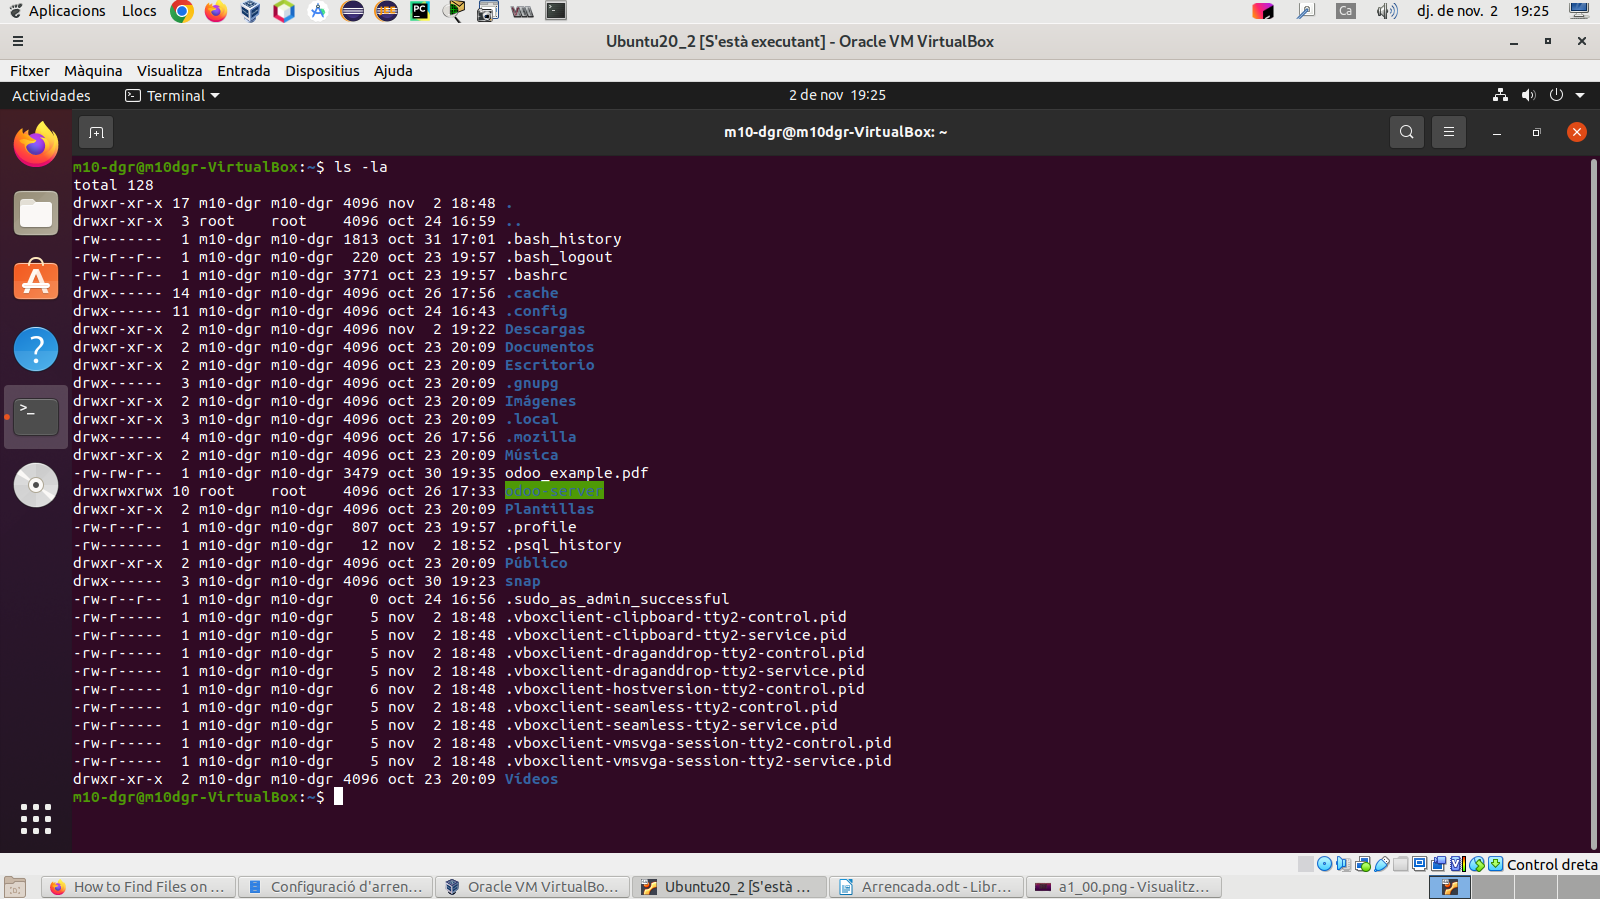 Aplicacions Llocs Ca dj. de nov. 2 19:25
Ubuntu20_2 [S'està executant] - Oracle VM VirtualBox
Fitxer Màquina Visualitza Entrada Dispositius Ajuda
Actividades Terminal 2 de nov 19:25
m10-dgr@m10dgr-VirtualBox: ~
m10-dgr@m10dgr-VirtualBox:~$ ls -la
total 128
drwxr-xr-x 17 m10-dgr m10-dgr 4096 nov  2 18:48 .
drwxr-xr-x  3 root    root    4096 oct 24 16:59 ..
-rw-------  1 m10-dgr m10-dgr 1813 oct 31 17:01 .bash_history
-rw-r--r--  1 m10-dgr m10-dgr  220 oct 23 19:57 .bash_logout
-rw-r--r--  1 m10-dgr m10-dgr 3771 oct 23 19:57 .bashrc
drwx------ 14 m10-dgr m10-dgr 4096 oct 26 17:56 .cache
drwx------ 11 m10-dgr m10-dgr 4096 oct 24 16:43 .config
drwxr-xr-x  2 m10-dgr m10-dgr 4096 nov  2 19:22 Descargas
drwxr-xr-x  2 m10-dgr m10-dgr 4096 oct 23 20:09 Documentos
drwxr-xr-x  2 m10-dgr m10-dgr 4096 oct 23 20:09 Escritorio
drwx------  3 m10-dgr m10-dgr 4096 oct 23 20:09 .gnupg
drwxr-xr-x  2 m10-dgr m10-dgr 4096 oct 23 20:09 Imágenes
drwxr-xr-x  3 m10-dgr m10-dgr 4096 oct 23 20:09 .local
drwx------  4 m10-dgr m10-dgr 4096 oct 26 17:56 .mozilla
drwxr-xr-x  2 m10-dgr m10-dgr 4096 oct 23 20:09 Música
-rw-rw-r--  1 m10-dgr m10-dgr 3479 oct 30 19:35 odoo_example.pdf
drwxrwxrwx 10 root    root    4096 oct 26 17:33 odoo-server
drwxr-xr-x  2 m10-dgr m10-dgr 4096 oct 23 20:09 Plantillas
-rw-r--r--  1 m10-dgr m10-dgr  807 oct 23 19:57 .profile
-rw-------  1 m10-dgr m10-dgr   12 nov  2 18:52 .psql_history
drwxr-xr-x  2 m10-dgr m10-dgr 4096 oct 23 20:09 Público
drwx------  3 m10-dgr m10-dgr 4096 oct 30 19:23 snap
-rw-r--r--  1 m10-dgr m10-dgr    0 oct 24 16:56 .sudo_as_admin_successful
-rw-r-----  1 m10-dgr m10-dgr    5 nov  2 18:48 .vboxclient-clipboard-tty2-control.pid
-rw-r-----  1 m10-dgr m10-dgr    5 nov  2 18:48 .vboxclient-clipboard-tty2-service.pid
-rw-r-----  1 m10-dgr m10-dgr    5 nov  2 18:48 .vboxclient-draganddrop-tty2-control.pid
-rw-r-----  1 m10-dgr m10-dgr    5 nov  2 18:48 .vboxclient-draganddrop-tty2-service.pid
-rw-r-----  1 m10-dgr m10-dgr    6 nov  2 18:48 .vboxclient-hostversion-tty2-control.pid
-rw-r-----  1 m10-dgr m10-dgr    5 nov  2 18:48 .vboxclient-seamless-tty2-control.pid
-rw-r-----  1 m10-dgr m10-dgr    5 nov  2 18:48 .vboxclient-seamless-tty2-service.pid
-rw-r-----  1 m10-dgr m10-dgr    5 nov  2 18:48 .vboxclient-vmsvga-session-tty2-control.pid
-rw-r-----  1 m10-dgr m10-dgr    5 nov  2 18:48 .vboxclient-vmsvga-session-tty2-service.pid
drwxr-xr-x  2 m10-dgr m10-dgr 4096 oct 23 20:09 Vídeos
m10-dgr@m10dgr-VirtualBox:~$
Control dreta
How to Find Files on ... Configuració d'arren... Oracle VM VirtualBo... Ubuntu20_2 [S'està ... Arrencada.odt - Libr... a1_00.png - Visualitz...